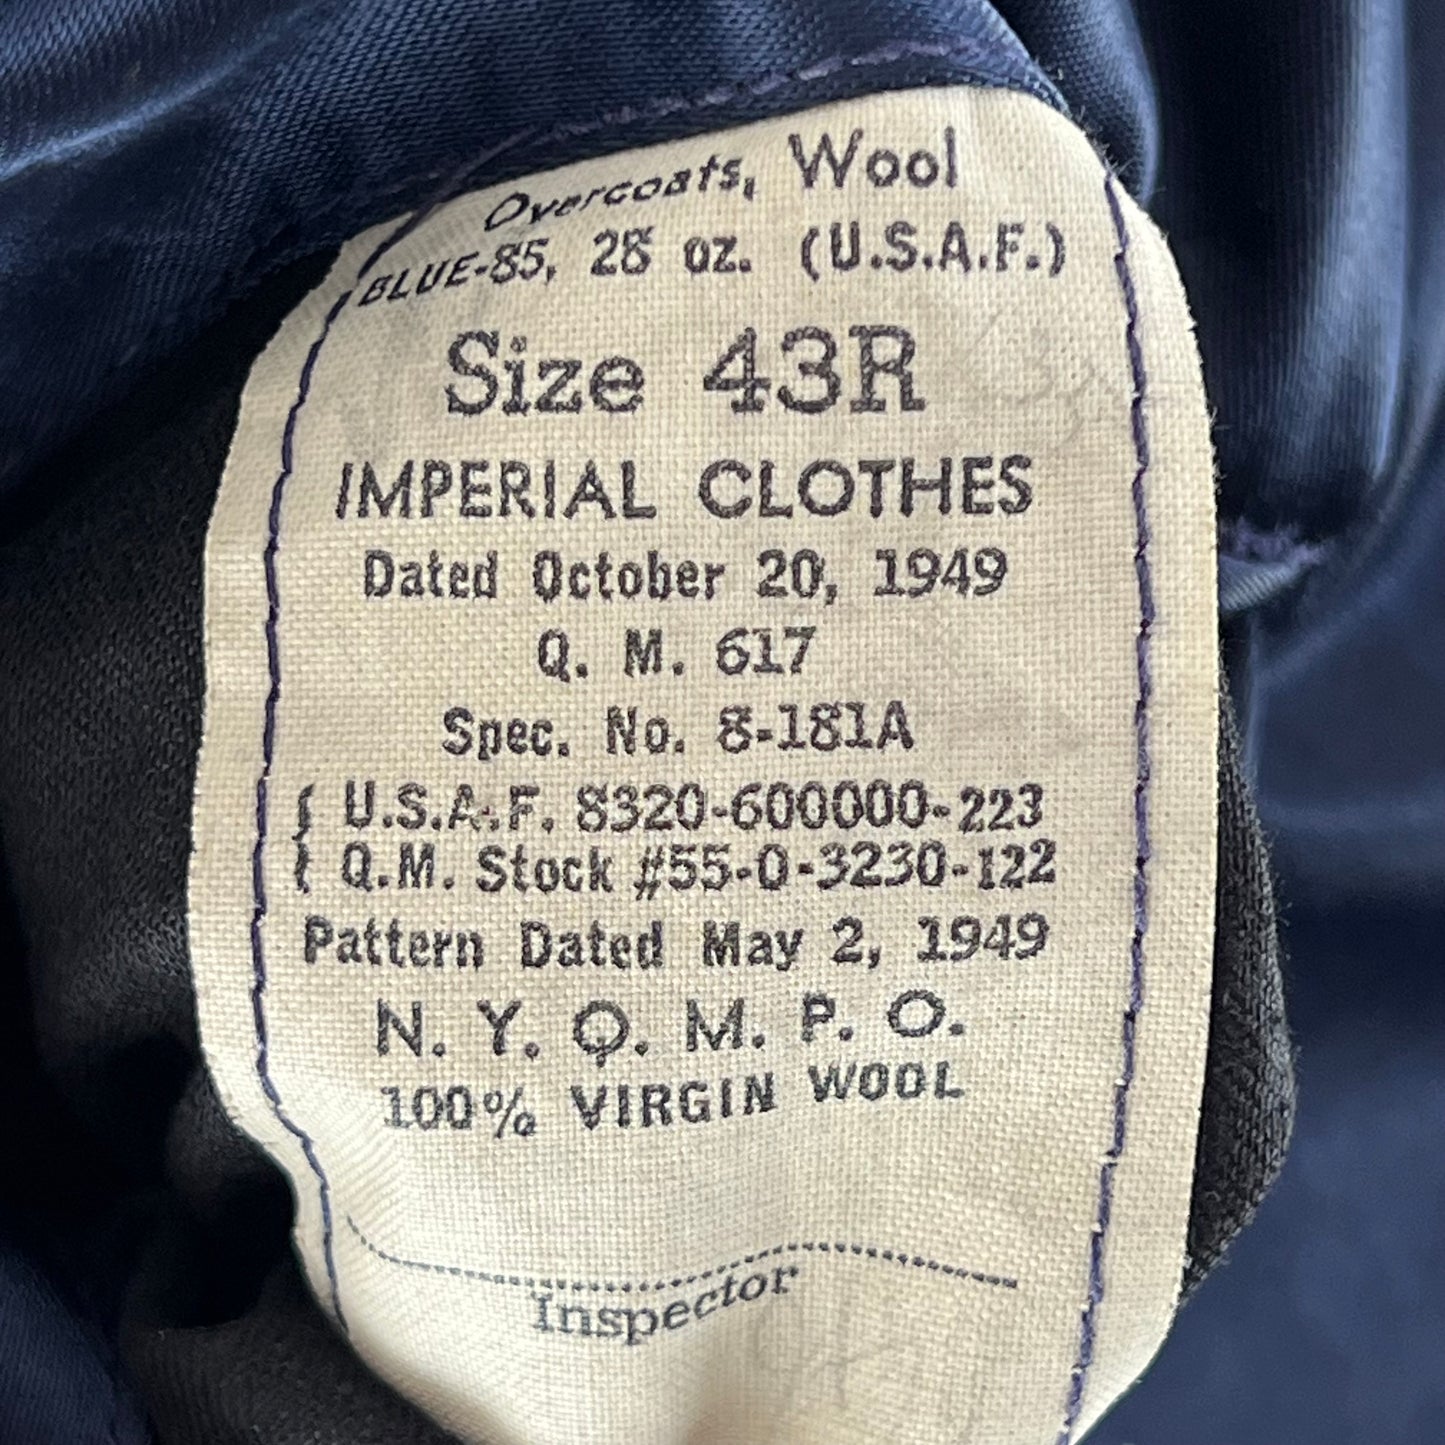 Overcoats, Wool
BLUE-85, 28 oz. (U.S.A.F.)
Size 43R
IMPERIAL CLOTHES
Dated October 20, 1949
Q. M. 617
Spec. No. 8-181A
{ U.S.A.F. 8320-600000-223
{ Q.M. Stock #55-O-3230-122
Pattern Dated May 2, 1949
N. Y. Q. M. P. O.
100% VIRGIN WOOL
Inspector